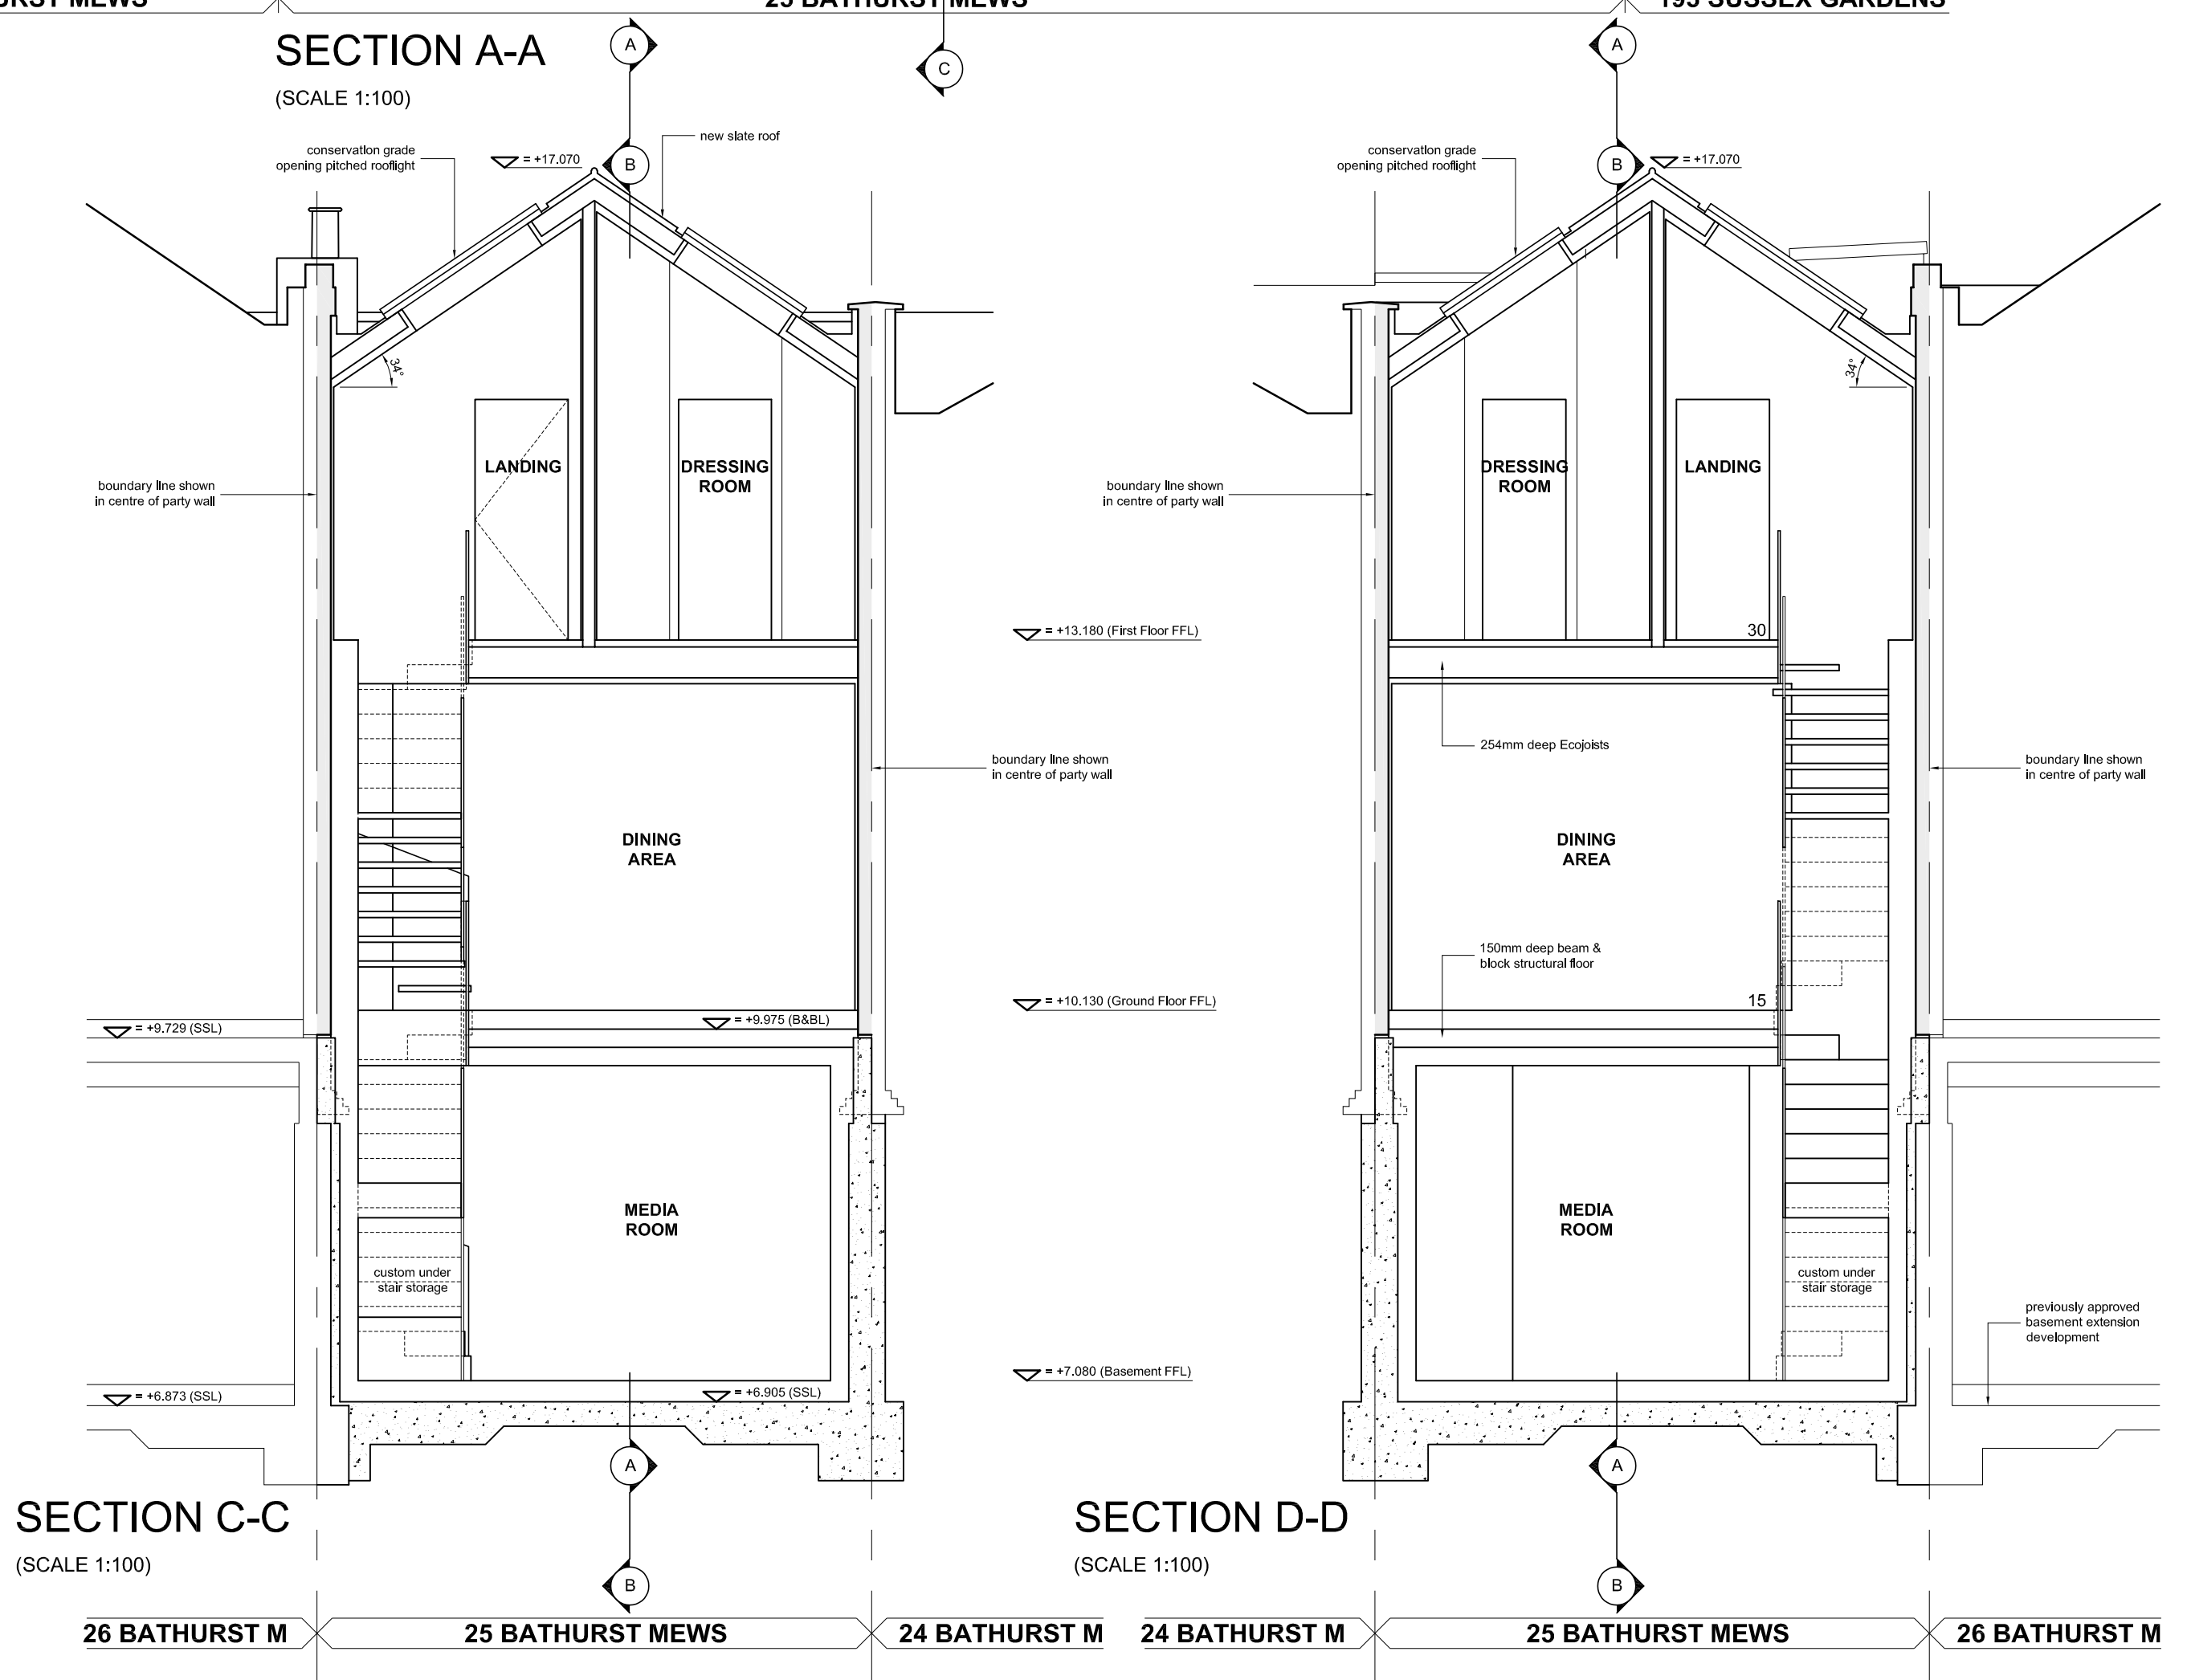 25 BATHURST MEWS
195 SUSSEX GARDENS
SECTION A-A
(SCALE 1:100)
A
C
A
conservation grade
opening pitched rooflight
= +17.070
B
new slate roof
conservation grade
opening pitched rooflight
B
= +17.070
34°
34°
LANDING
DRESSING
ROOM
DRESSING
ROOM
LANDING
boundary line shown
in centre of party wall
boundary line shown
in centre of party wall
= +13.180 (First Floor FFL)
30
254mm deep Ecojoists
boundary line shown
in centre of party wall
boundary line shown
in centre of party wall
DINING
AREA
DINING
AREA
150mm deep beam &
block structural floor
= +10.130 (Ground Floor FFL)
15
= +9.729 (SSL)
= +9.975 (B&BL)
MEDIA
ROOM
MEDIA
ROOM
custom under
stair storage
custom under
stair storage
previously approved
basement extension
development
= +7.080 (Basement FFL)
= +6.873 (SSL)
= +6.905 (SSL)
A
A
SECTION C-C
(SCALE 1:100)
SECTION D-D
(SCALE 1:100)
B
B
26 BATHURST M
25 BATHURST MEWS
24 BATHURST M
24 BATHURST M
25 BATHURST MEWS
26 BATHURST M